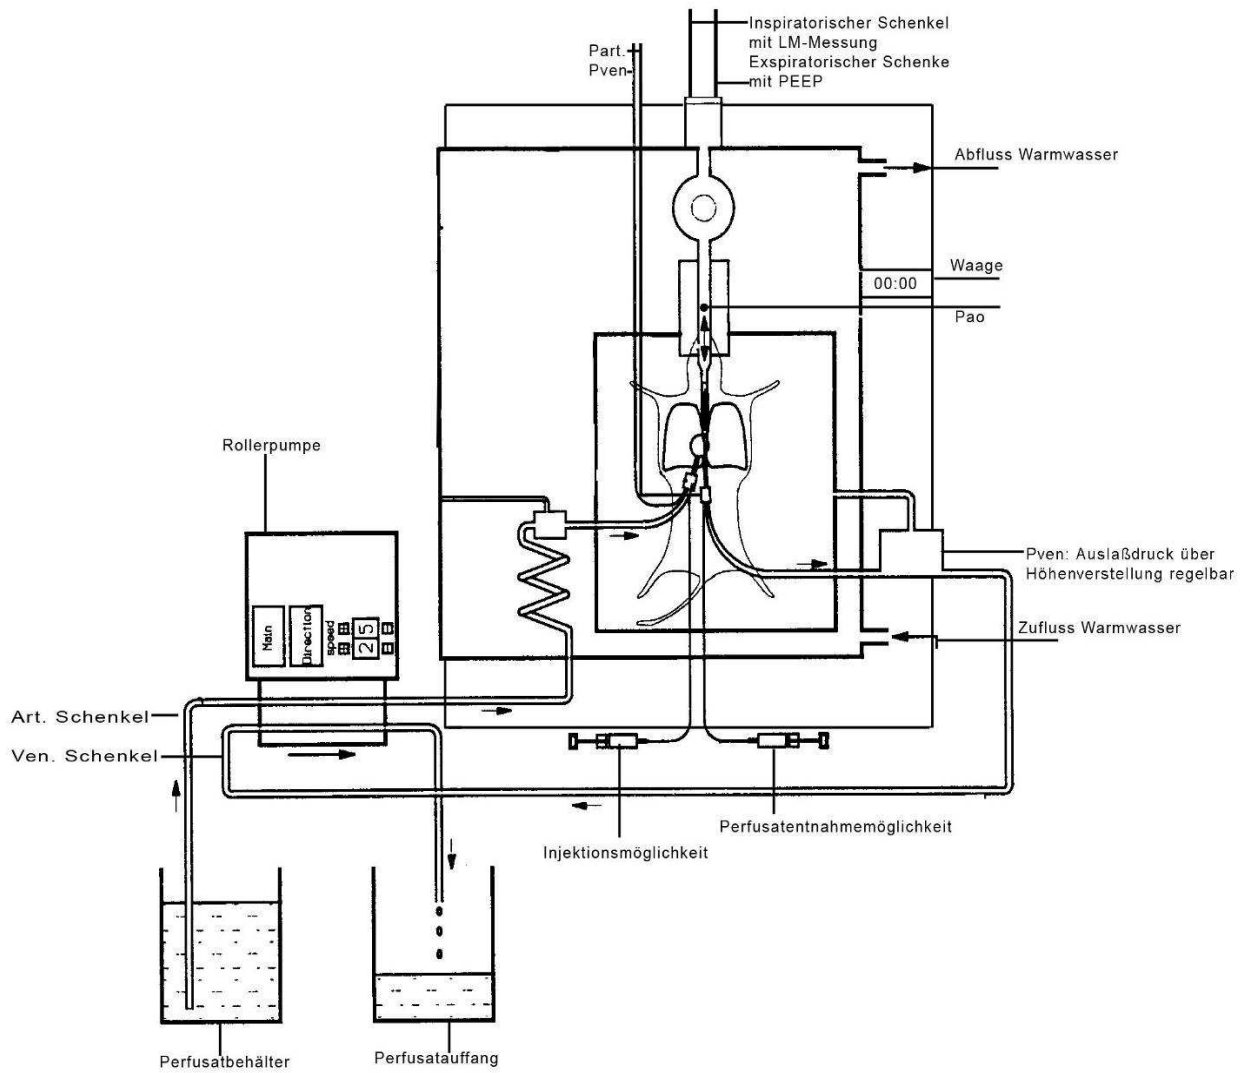 Inspiratorischer Schenkel
mit LM-Messung
Exspiratorischer Schenke
mit PEEP
Part.
Pven
Abfluss Warmwasser
Waage
00:00
Pao
Rollerpumpe
Main
Direction
speed
25
Pven: Auslaßdruck über
Höhenverstellung regelbar
Zufluss Warmwasser
Art. Schenkel
Ven. Schenkel
Perfusatentnahmemöglichkeit
Injektionsmöglichkeit
Perfusatbehälter
Perfusatauffang